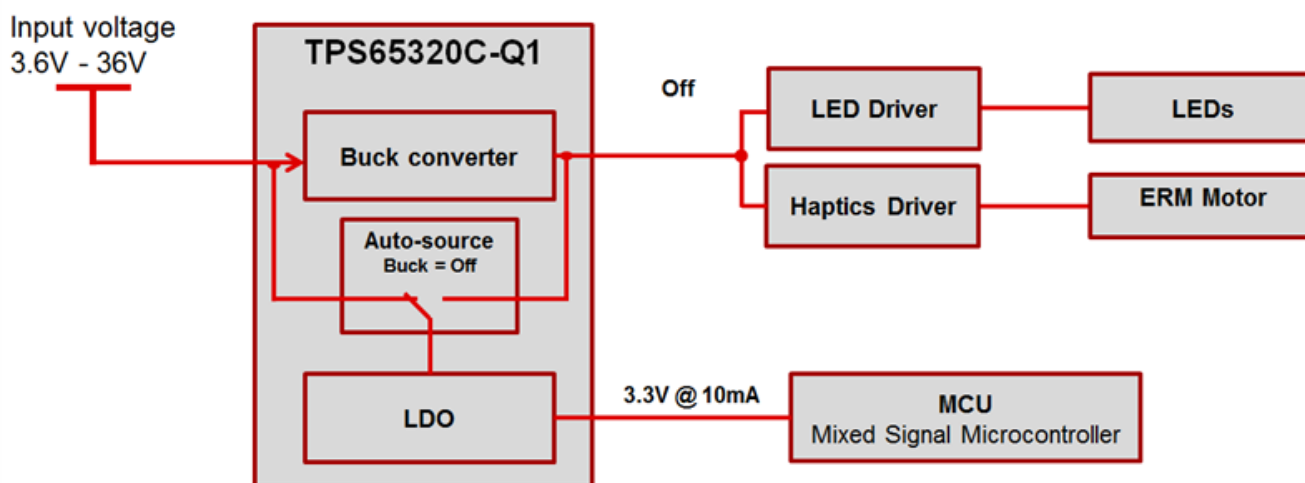 Input voltage
3.6V - 36V
TPS65320C-Q1
Buck converter
Auto-source
Buck = Off
LDO
Off
LED Driver
LEDs
Haptics Driver
ERM Motor
3.3V @ 10mA
MCU
Mixed Signal Microcontroller